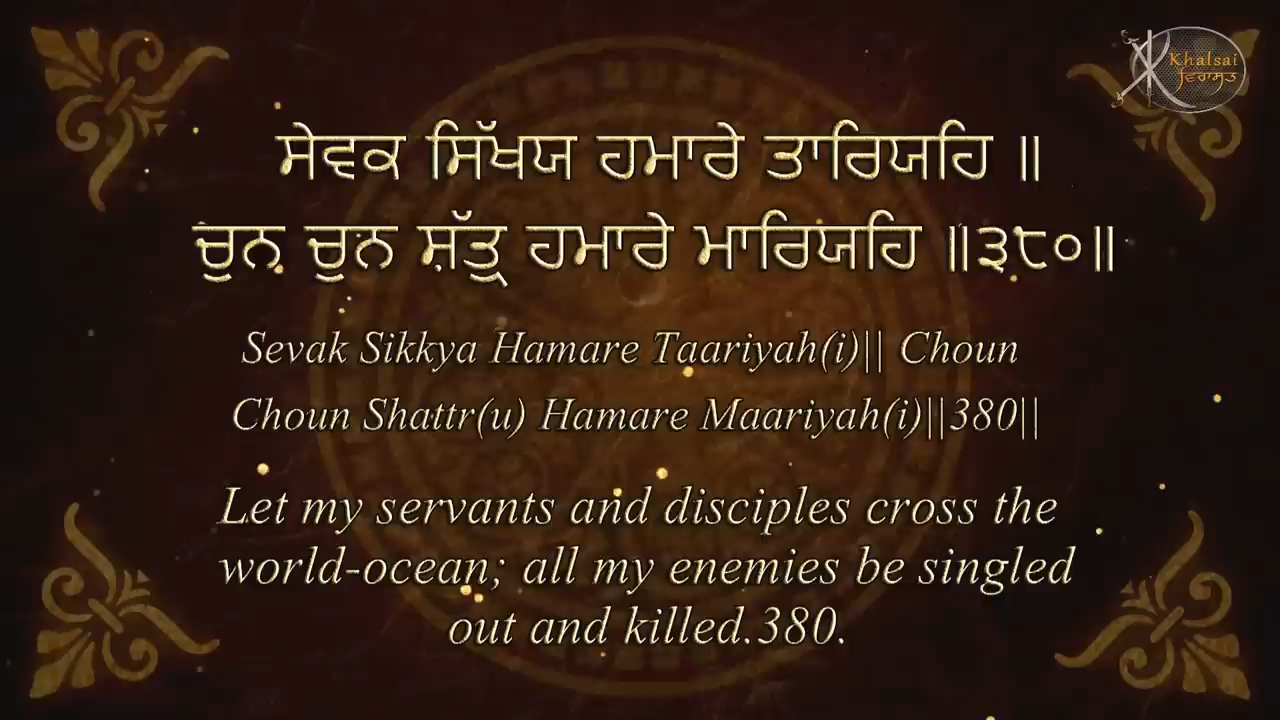 Khalsai
ਵਿਰਾਸਤ
ਸੇਵਕ ਸਿੱਖਯ ਹਮਾਰੇ ਤਾਰਿਯਹਿ ॥
ਚੁਨ ਚੁਨ ਸ਼ੱਤ੍ਰੁ ਹਮਾਰੇ ਮਾਰਿਯਹਿ ॥੩੮੦॥
Sevak Sikkya Hamare Taariyah(i)|| Choun
Choun Shattr(u) Hamare Maariyah(i)||380||
Let my servants and disciples cross the
world-ocean; all my enemies be singled
out and killed.380.